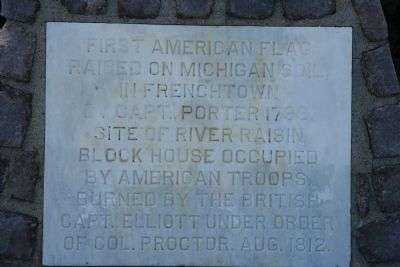 FIRST AMERICAN FLAG
RAISED ON MICHIGAN SOIL,
IN FRENCHTOWN
BY CAPT. PORTER 1796.
SITE OF RIVER RAISIN
BLOCK HOUSE OCCUPIED
BY AMERICAN TROOPS
BURNED BY THE BRITISH
CAPT. ELLIOTT UNDER ORDER
OF COL. PROCTOR. AUG. 1812.